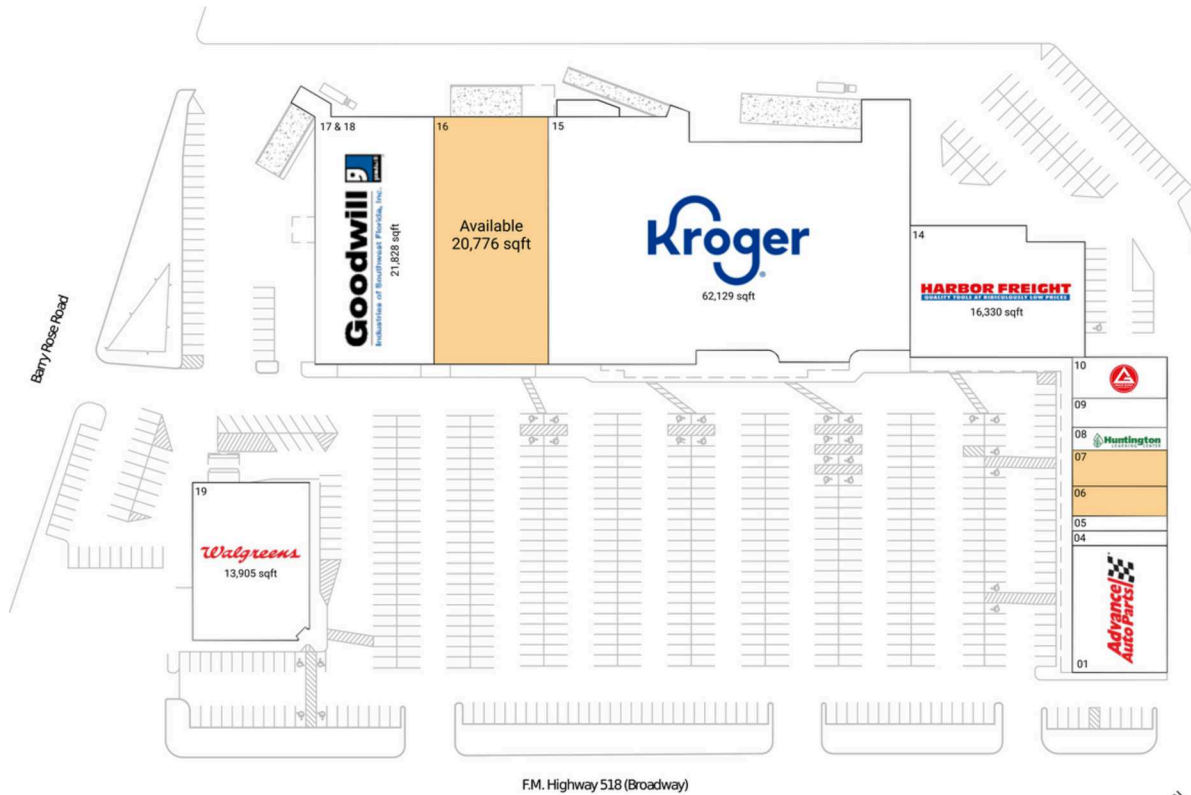 17 & 18
Goodwill
Industries of Southwest Florida, Inc.
21,828 sqft
16
Available
20,776 sqft
15
Kroger
62,129 sqft
14
HARBOR FREIGHT
QUALITY TOOLS AT RIDICULOUSLY LOW PRICES
16,330 sqft
Barry Rose Road
10
09
08
Huntington
LEARNING CENTER
07
06
05
04
Advance
Auto Parts
01
19
Walgreens
13,905 sqft
F.M. Highway 518 (Broadway)